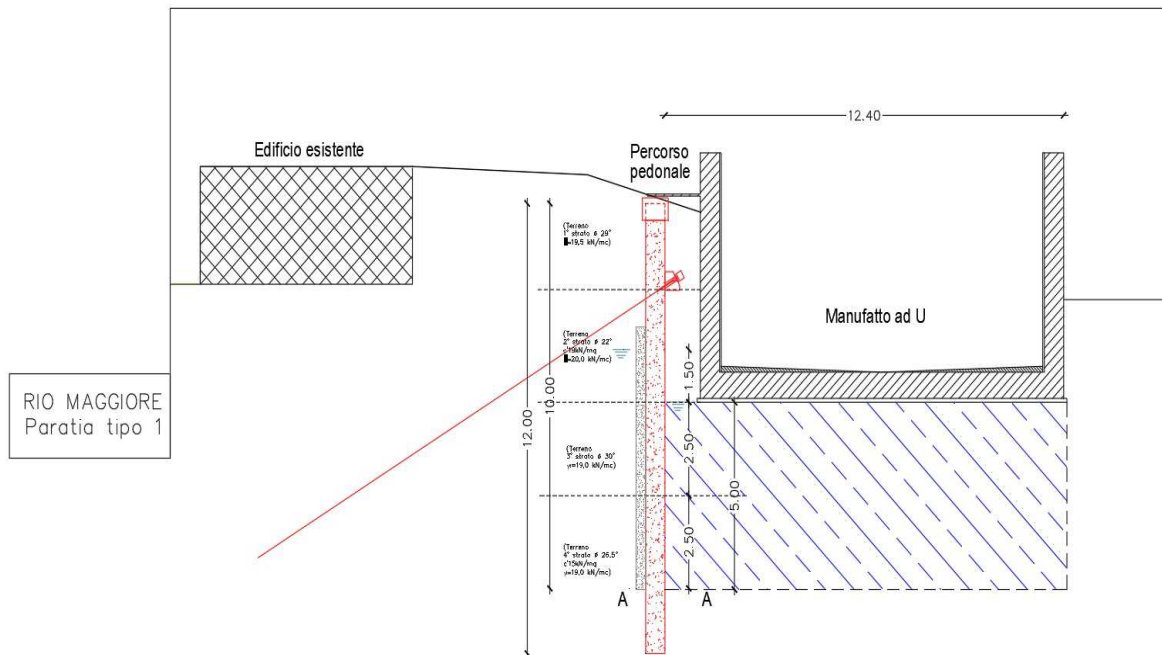 12.40
Edificio esistente
Percorso
pedonale
(Terreno
1° strato ø 29°
=19,5 kN/mc)
Manufatto ad U
(Terreno
2° strato ø 22°
=20,0 kN/mc)
1.50
10.00
12.00
RIO MAGGIORE
Paratia tipo 1
2.50
(Terreno
3° strato ø 30°
=19,0 kN/mc)
5.00
2.50
(Terreno
4° strato ø 26,5°
c'15kN/mq
=19,0 kN/mc)
A A